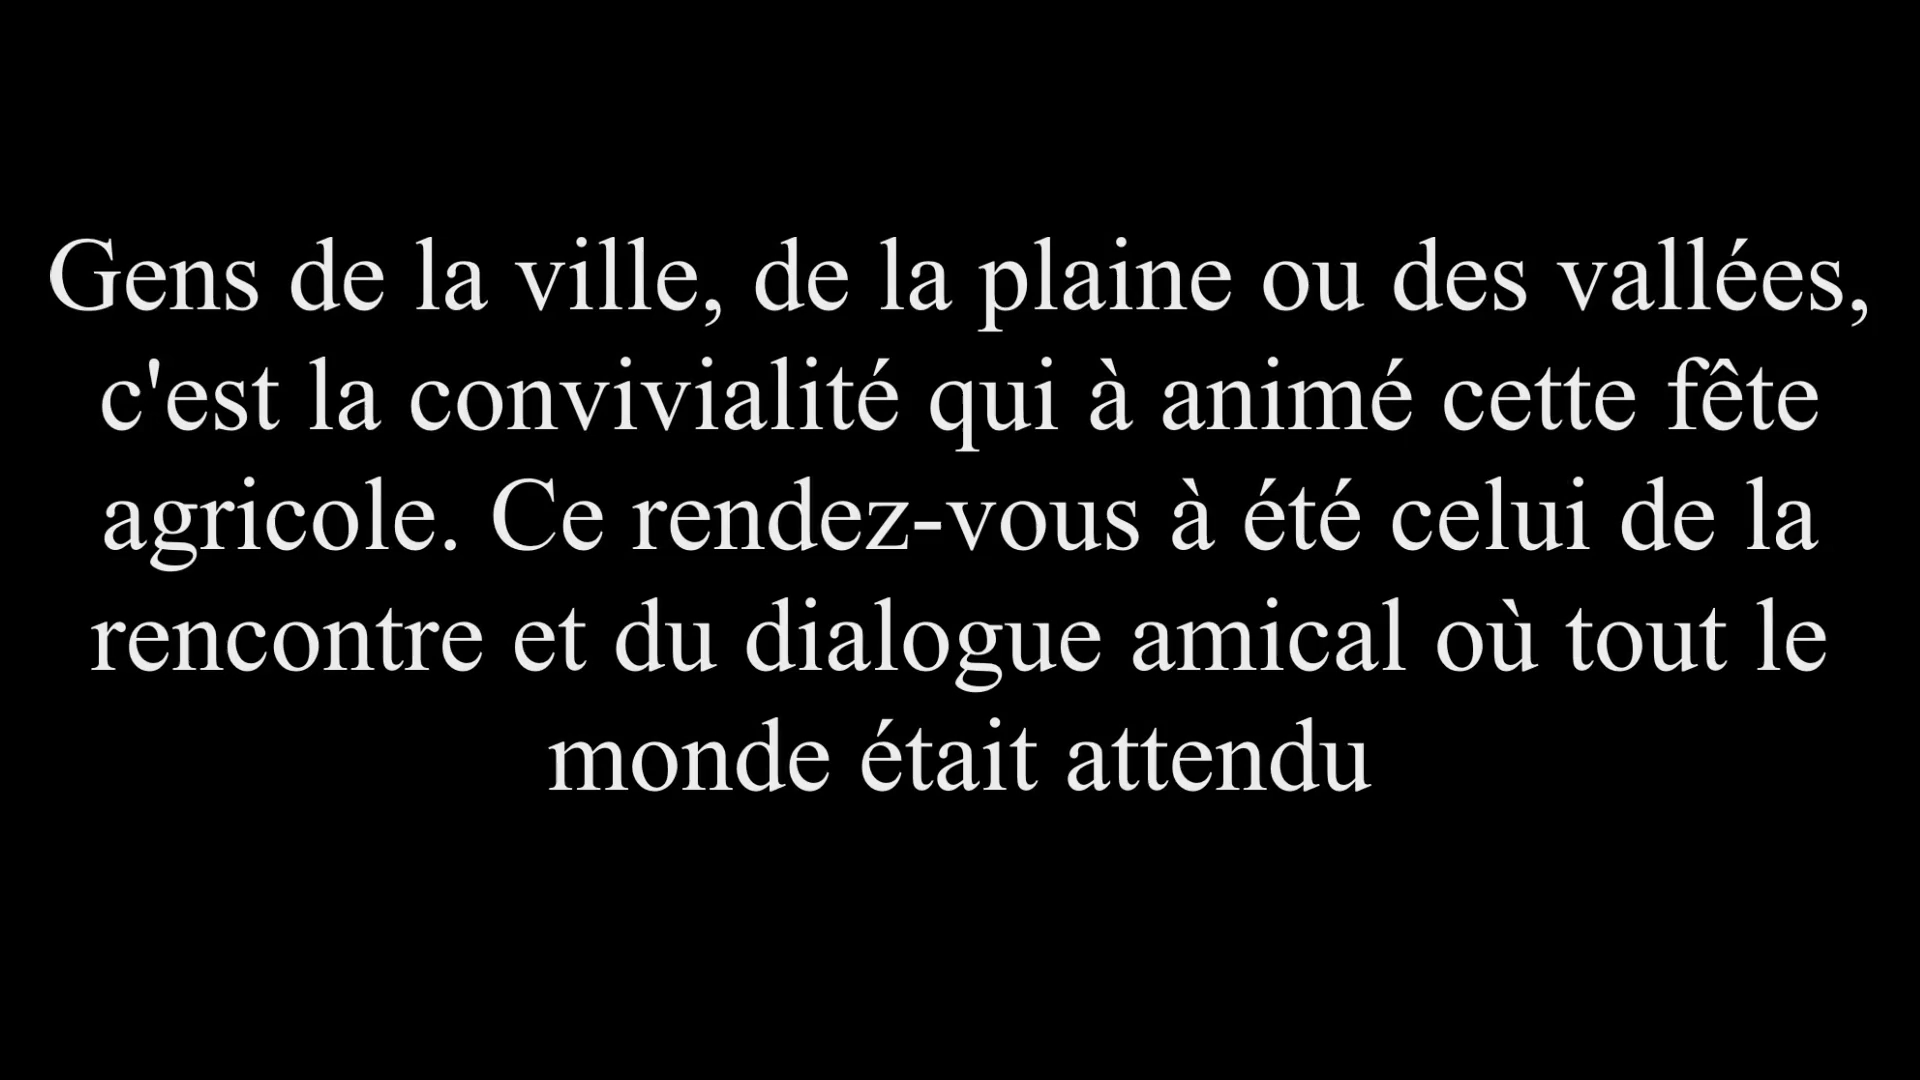 Gens de la ville, de la plaine ou des vallées,
c'est la convivialité qui à animé cette fête
agricole. Ce rendez-vous à été celui de la
rencontre et du dialogue amical où tout le
monde était attendu